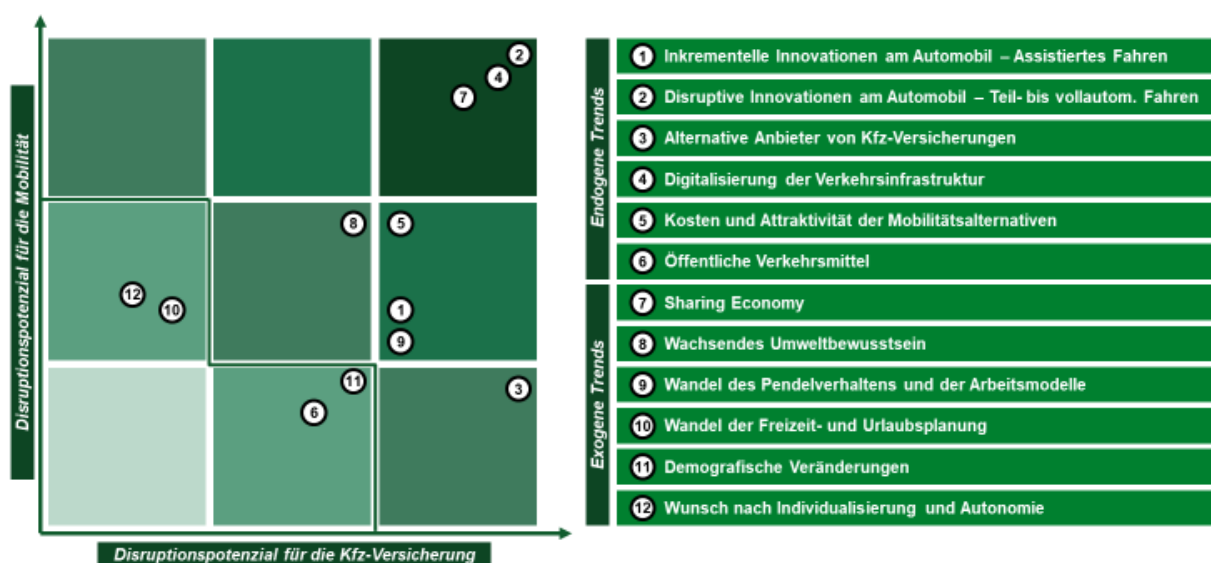 Disruptionspotenzial für die Mobilität
2
4
7
8
5
12
10
1
9
11
3
6
Disruptionspotenzial für die Kfz-Versicherung
Endogene Trends
1 Inkrementelle Innovationen am Automobil – Assistiertes Fahren
2 Disruptive Innovationen am Automobil – Teil- bis vollautom. Fahren
3 Alternative Anbieter von Kfz-Versicherungen
4 Digitalisierung der Verkehrsinfrastruktur
5 Kosten und Attraktivität der Mobilitätsalternativen
6 Öffentliche Verkehrsmittel
Exogene Trends
7 Sharing Economy
8 Wachsendes Umweltbewusstsein
9 Wandel des Pendelverhaltens und der Arbeitsmodelle
10 Wandel der Freizeit- und Urlaubsplanung
11 Demografische Veränderungen
12 Wunsch nach Individualisierung und Autonomie